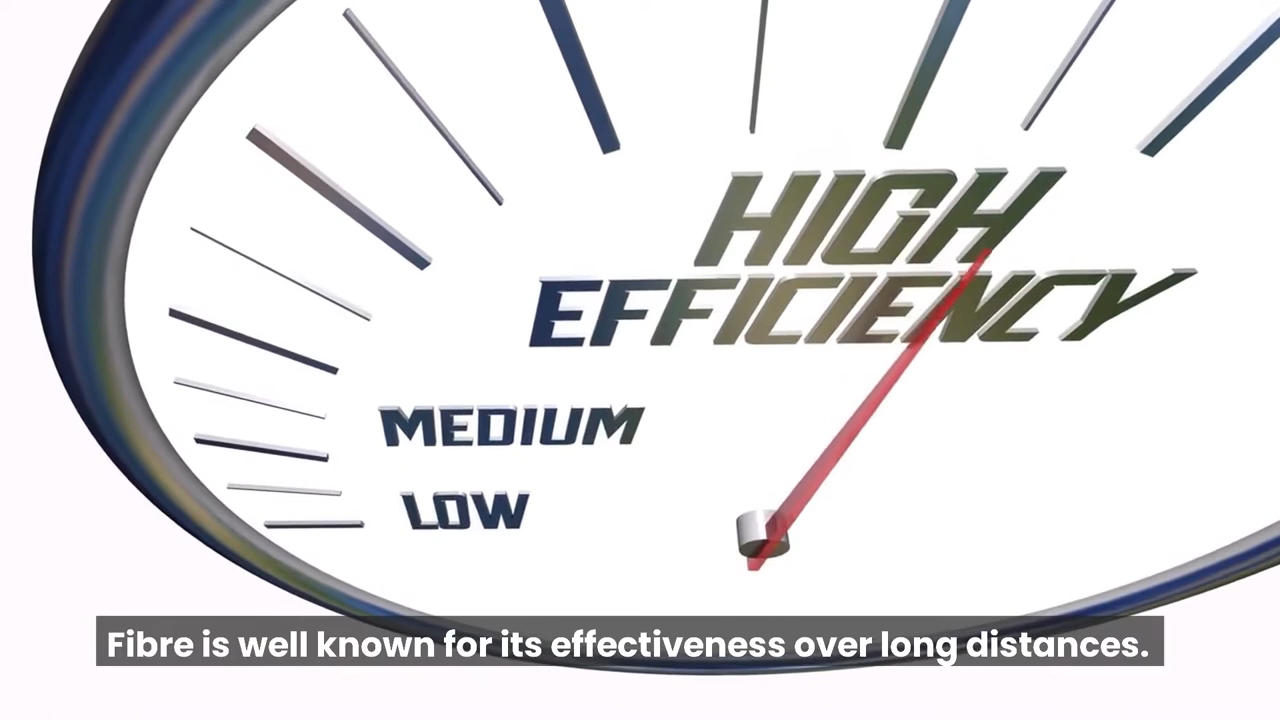 HIGH
EFFICIENCY
MEDIUM
LOW
Fibre is well known for its effectiveness over long distances.